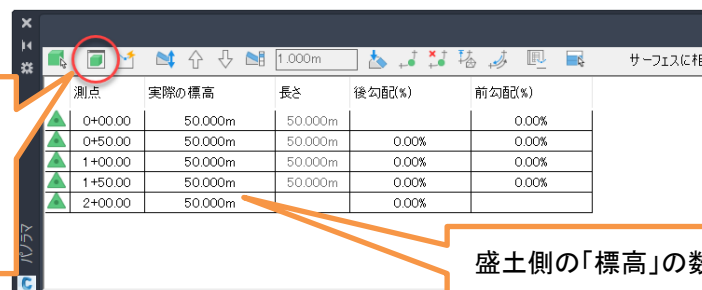 1.000m
サーフェスに相
測点 実際の標高 長さ 後勾配(%) 前勾配(%)
0+00.00 50.000m 50.000m 0.00%
0+50.00 50.000m 50.000m 0.00% 0.00%
1+00.00 50.000m 50.000m 0.00% 0.00%
1+50.00 50.000m 50.000m 0.00% 0.00%
2+00.00 50.000m 0.00%
パノラマ
C
盛土側の「標高」の数